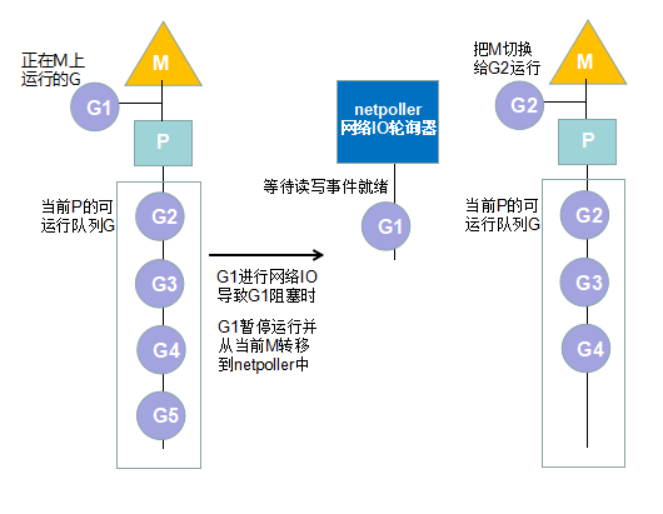 正在M上
运行的G
M
G1
P
当前P的可
运行队列G
G2
G3
G4
G5
G1进行网络IO
导致G1阻塞时
G1暂停运行并
从当前M转移
到netpoller中
netpoller
网络IO轮询器
等待读写事件就绪
G1
把M切换
给G2运行
M
G2
P
当前P的可
运行队列G
G2
G3
G4